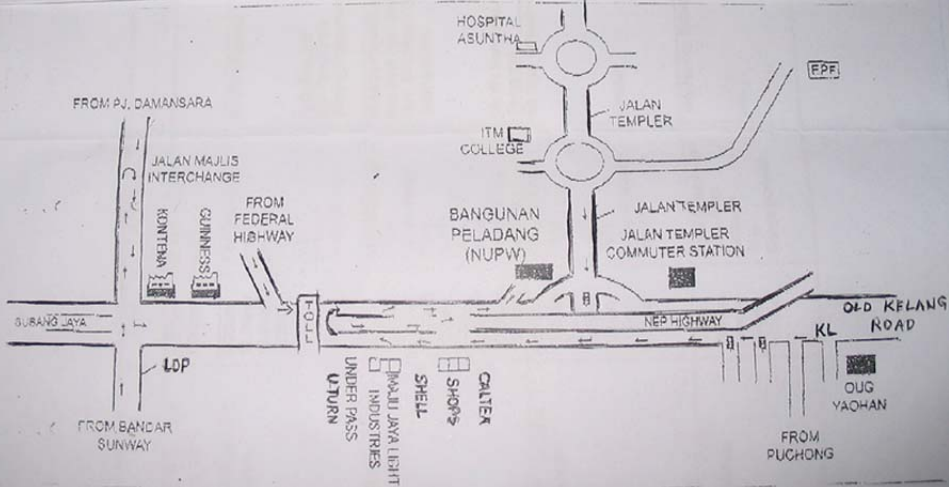 HOSPITAL
ASUNTHA
EPF
FROM PJ. DAMANSARA
JALAN
TEMPLER
ITM
COLLEGE
JALAN MAJLIS
INTERCHANGE
KONTENA
GUINNESS
FROM
FEDERAL
HIGHWAY
BANGUNAN
PELADANG
(NUPW)
JALAN TEMPLER
JALAN TEMPLER
COMMUTER STATION
SUBANG JAYA
TOLL
NEP HIGHWAY
OLD KELANG
ROAD
KL
LDP
UNDER PASS
U TURN
MAJU JAYA LIGHT
INDUSTRIES
SHELL
SHOPS
CALTEX
OUG
YAOHAN
FROM BANDAR
SUNWAY
FROM
PUCHONG